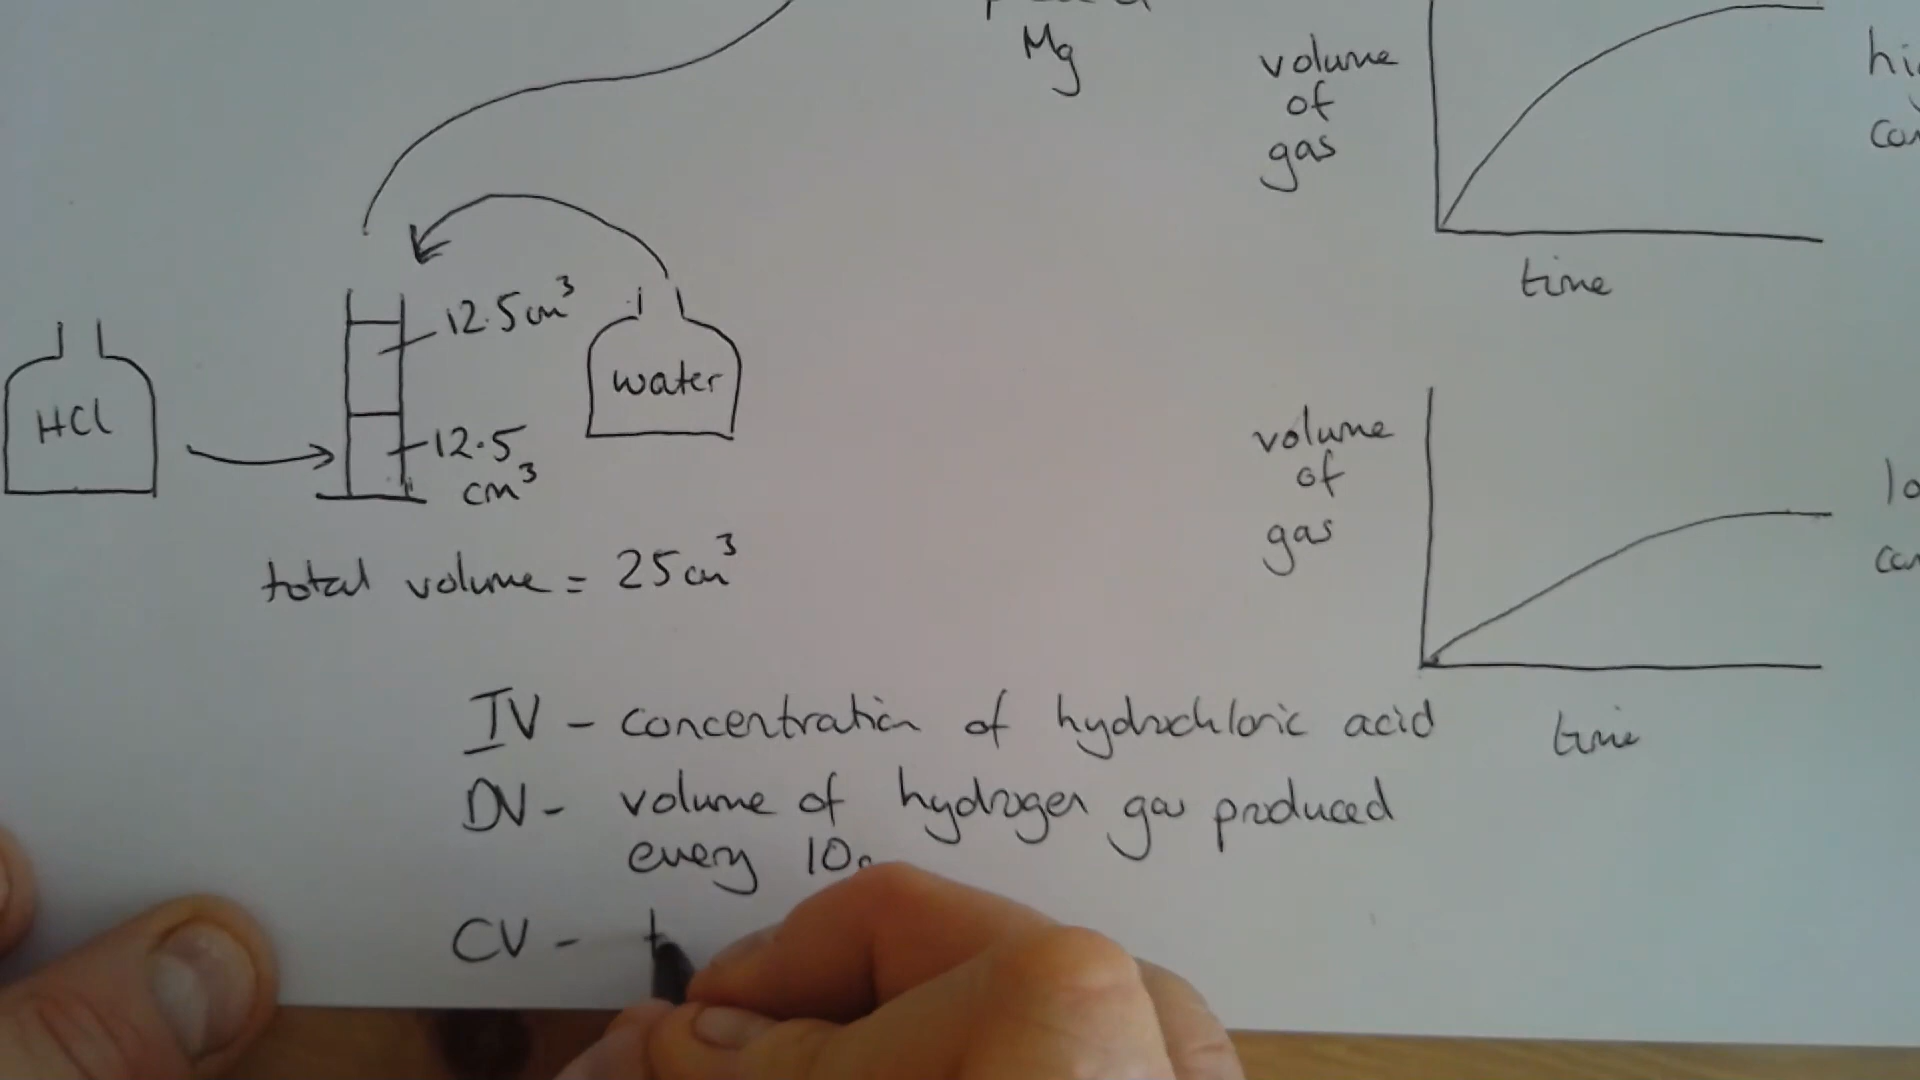 Mg
volume
of
gas
time
12.5cm³
water
HCl
12.5
cm³
total volume = 25cm³
volume
of
gas
time
IV - concentration of hydrochloric acid
DV - volume of hydrogen gas produced
every 10s
CV - t